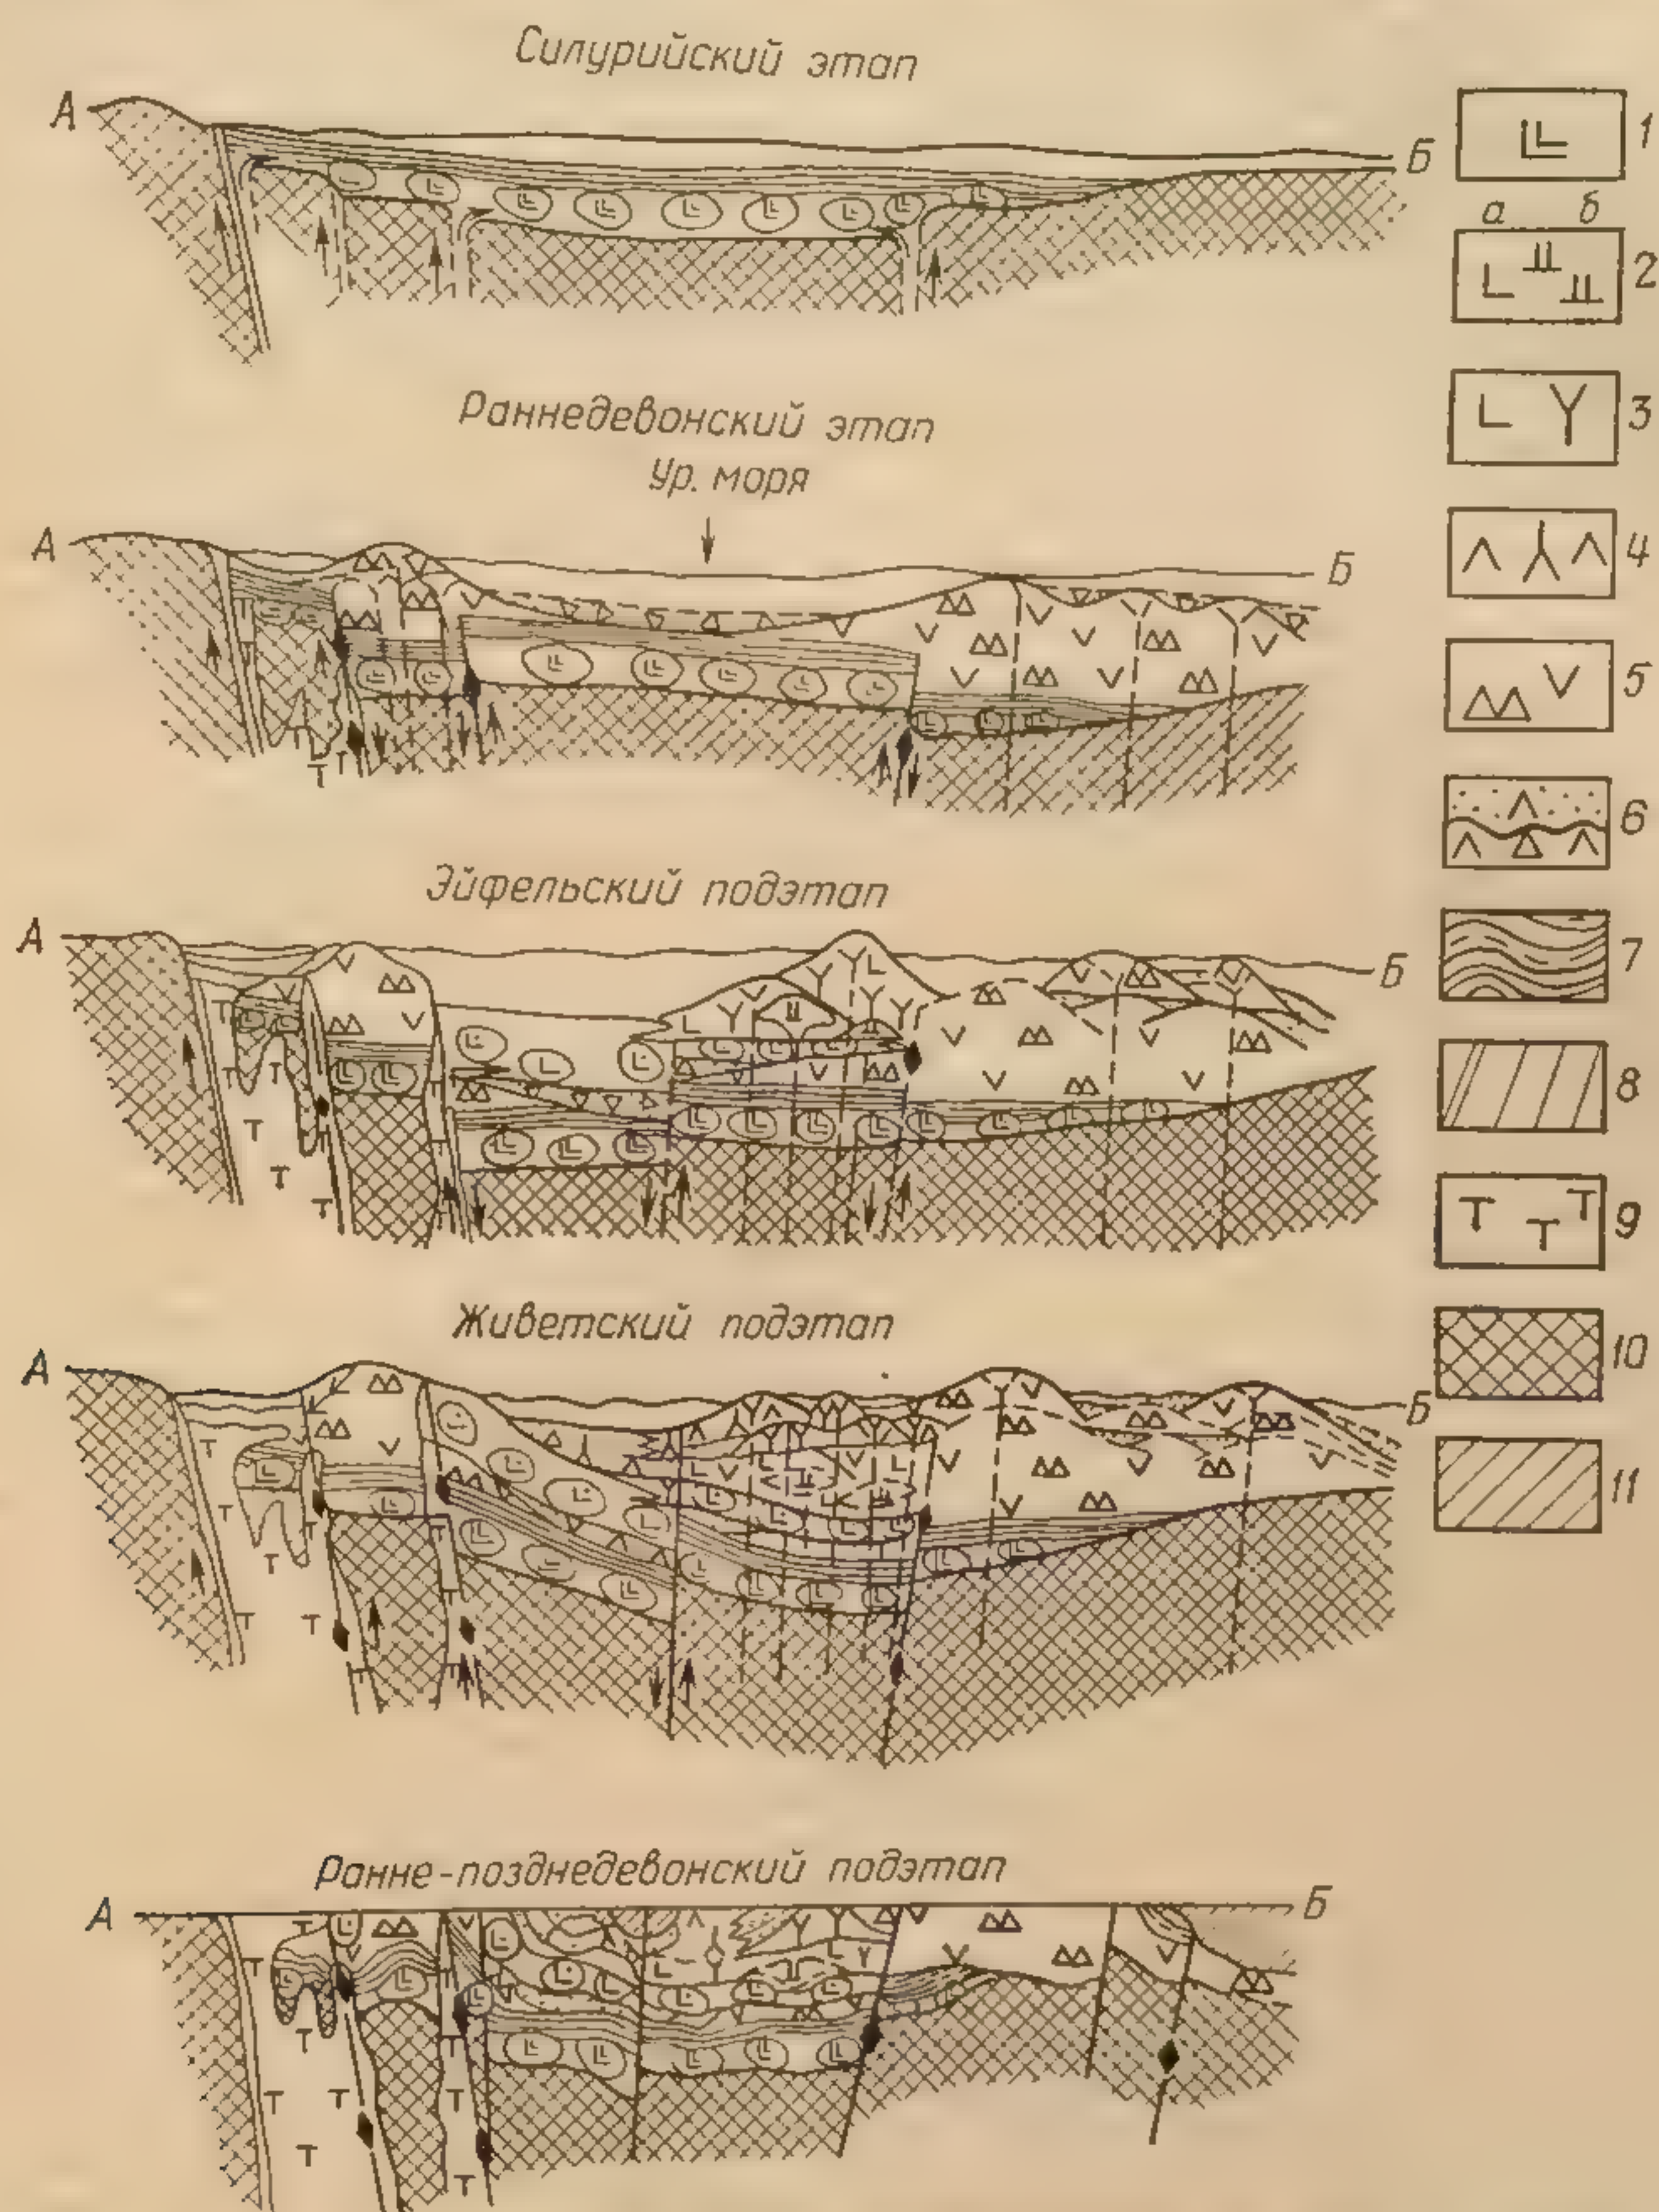 Силурийский этап
А
Б
Раннедевонский этап
Ур. моря
А
Б
Эйфельский подэтап
А
Б
Живетский подэтап
А
Б
Ранне-позднедевонский подэтап
А
Б
1
а б
2
3
4
5
6
7
8
9
10
11